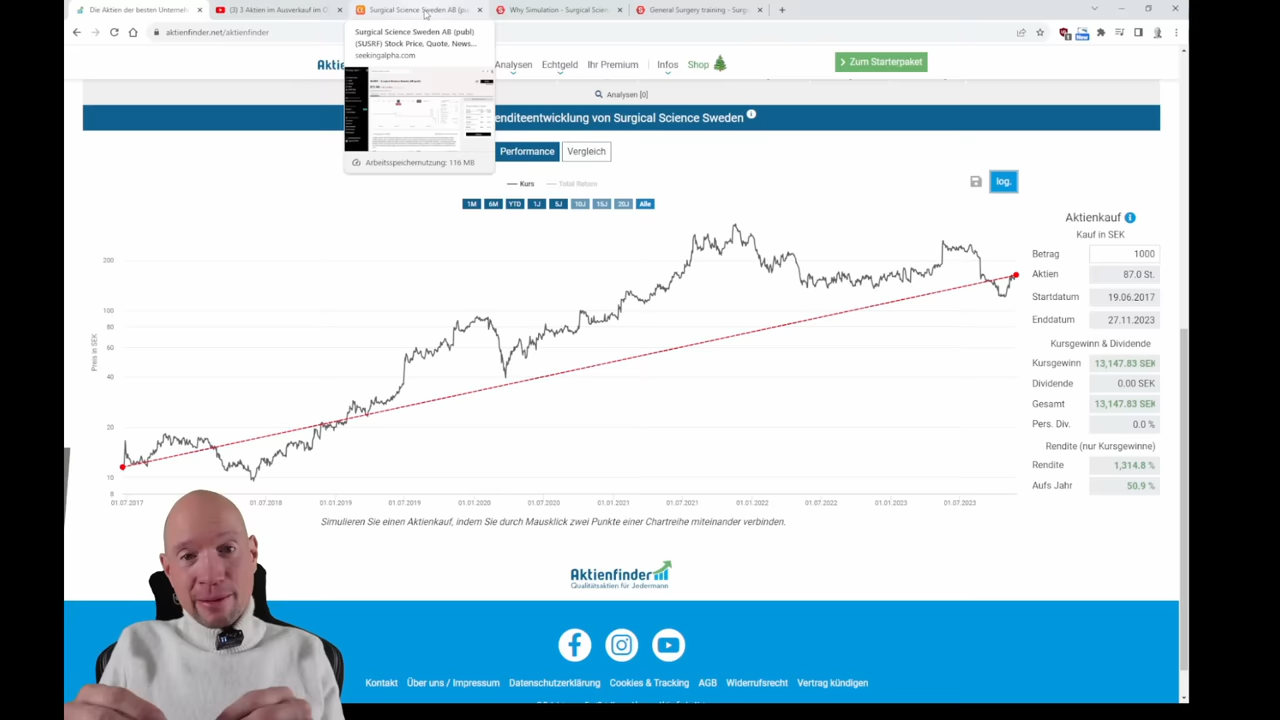 Die Aktien der besten Unterneh
(3) 3 Aktien im Ausverkauf im C
Surgical Science Sweden AB (pu
Why Simulation - Surgical Scien
General Surgery training - Surg
aktienfinder.net/aktienfinder
Surgical Science Sweden AB (publ)
(SUSRF) Stock Price, Quote, News...
seekingalpha.com
Arbeitsspeichernutzung: 116 MB
Analysen
Echtgeld
Ihr Premium
Infos
Shop
Zum Starterpaket
Analysen [0]
enditeentwicklung von Surgical Science Sweden
Performance
Vergleich
Kurs
Total Return
log.
1M
6M
YTD
1J
5J
10J
15J
20J
Alle
Preis in SEK
200
100
80
60
40
20
10
8
01.07.2017
01.07.2018
01.01.2019
01.07.2019
01.01.2020
01.07.2020
01.01.2021
01.07.2021
01.01.2022
01.07.2022
01.01.2023
01.07.2023
Simulieren Sie einen Aktienkauf, indem Sie durch Mausklick zwei Punkte einer Chartreihe miteinander verbinden.
Aktienkauf
Kauf in SEK
Betrag 1000
Aktien 87.0 St.
Startdatum 19.06.2017
Enddatum 27.11.2023
Kursgewinn & Dividende
Kursgewinn 13,147.83 SEK
Dividende 0.00 SEK
Gesamt 13,147.83 SEK
Pers. Div. 0.0 %
Rendite (nur Kursgewinne)
Rendite 1,314.8 %
Aufs Jahr 50.9 %
Aktienfinder
Qualitätsaktien für Jedermann
Kontakt
Über uns / Impressum
Datenschutzerklärung
Cookies & Tracking
AGB
Widerrufsrecht
Vertrag kündigen